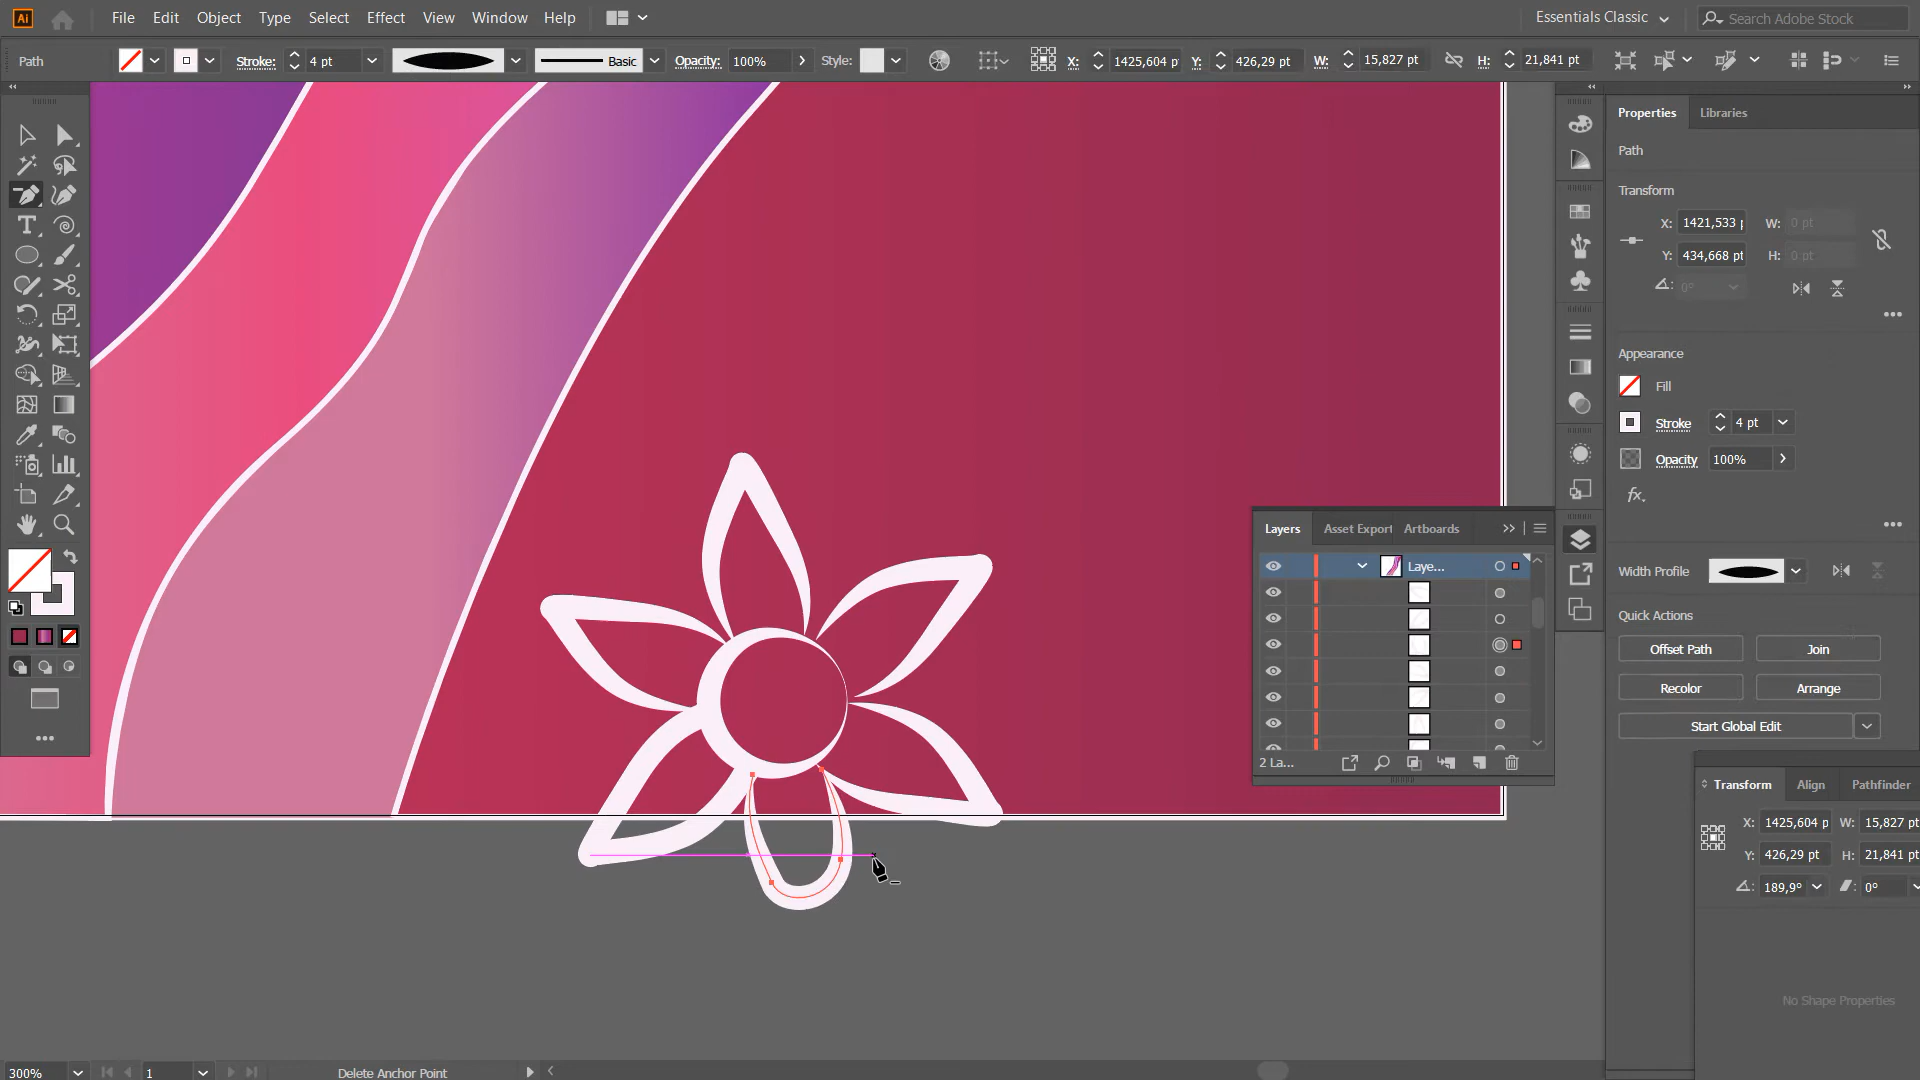 Ai File Edit Object Type Select Effect View Window Help Essentials Classic Search Adobe Stock
Path Stroke: 4 pt Basic Opacity: 100% Style: X: 1425,604 p Y: 426,29 pt W: 15,827 pt H: 21,841 pt
Properties Libraries
Path
Transform
X: 1421,533 p W: 0 pt
Y: 434,668 pt H: 0 pt
0°
Appearance
Fill
Stroke 4 pt
Opacity 100%
fx.
Layers Asset Export Artboards
Laye...
Width Profile
Quick Actions
Offset Path Join
Recolor Arrange
Start Global Edit
2 La...
Transform Align Pathfinder
X: 1425,604 p W: 15,827 pt
Y: 426,29 pt H: 21,841 pt
189,9° 0°
No Shape Properties
300% 1 Delete Anchor Point